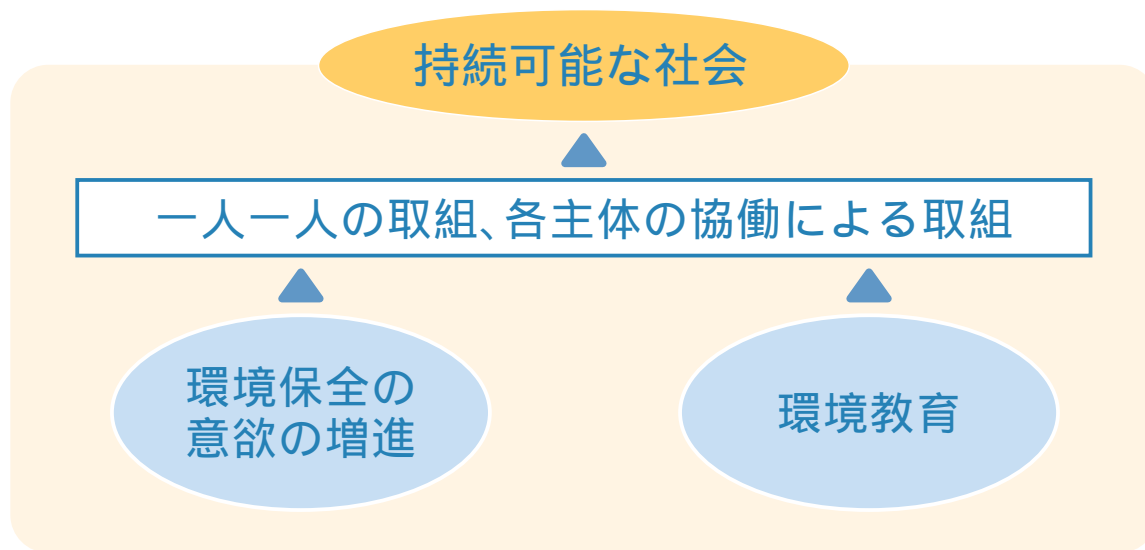 持続可能な社会
一人一人の取組、各主体の協働による取組
環境保全の
意欲の増進
環境教育